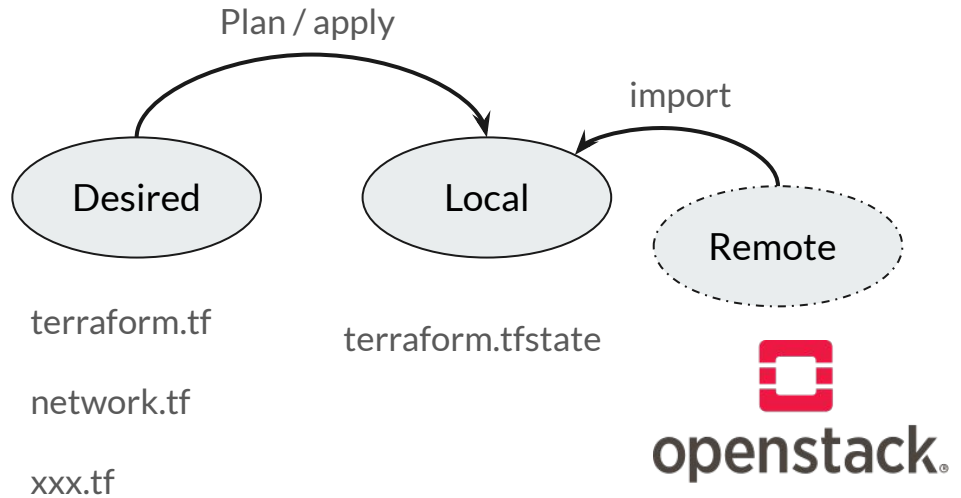 Plan / apply
import
Desired
Local
Remote
terraform.tf
terraform.tfstate
network.tf
openstack.
xxx.tf